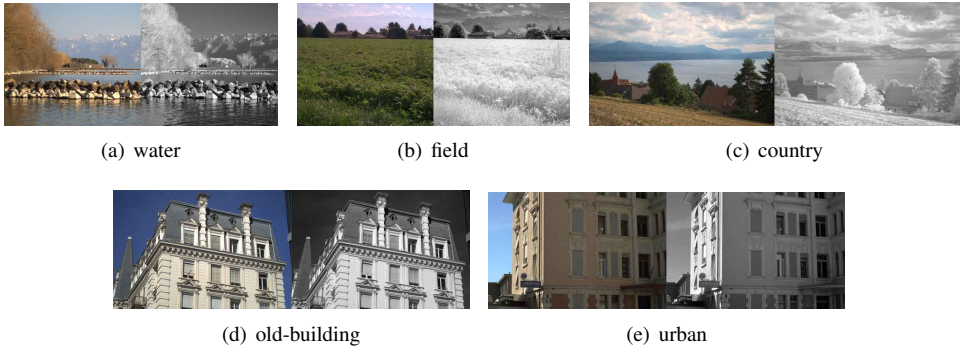 (a) water
(b) field
(c) country
(d) old-building
(e) urban